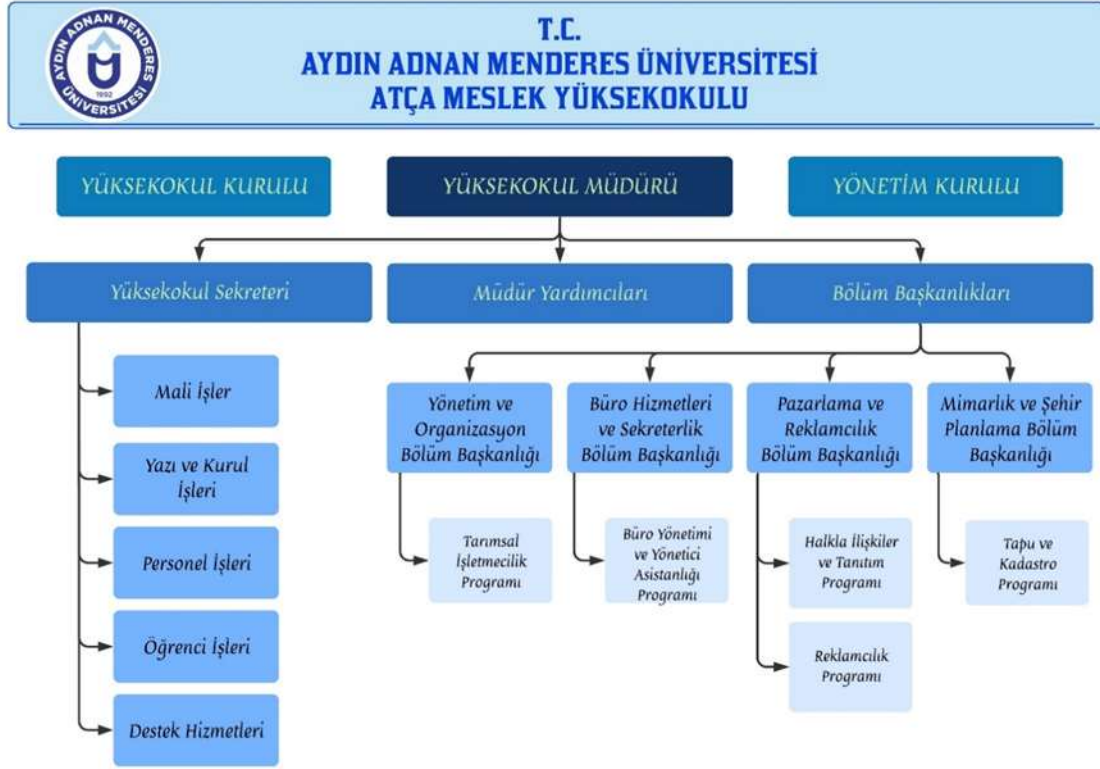 T.C.
AYDIN ADNAN MENDERES ÜNİVERSİTESİ
ATÇA MESLEK YÜKSEKOKULU
AYDIN ADNAN MENDERES
1992
ÜNİVERSİTESİ
YÜKSEKOKUL KURULU
YÜKSEKOKUL MÜDÜRÜ
YÖNETİM KURULU
Yüksekokul Sekreteri
Müdür Yardımcıları
Bölüm Başkanlıkları
Mali İşler
Yazı ve Kurul
İşleri
Personel İşleri
Öğrenci İşleri
Destek Hizmetleri
Yönetim ve
Organizasyon
Bölüm Başkanlığı
Büro Hizmetleri
ve Sekreterlik
Bölüm Başkanlığı
Pazarlama ve
Reklamcılık
Bölüm Başkanlığı
Mimarlık ve Şehir
Planlama Bölüm
Başkanlığı
Tarımsal
İşletmecilik
Programı
Büro Yönetimi
ve Yönetici
Asistanlığı
Programı
Halkla İlişkiler
ve Tanıtım
Programı
Tapu ve
Kadastro
Programı
Reklamcılık
Programı